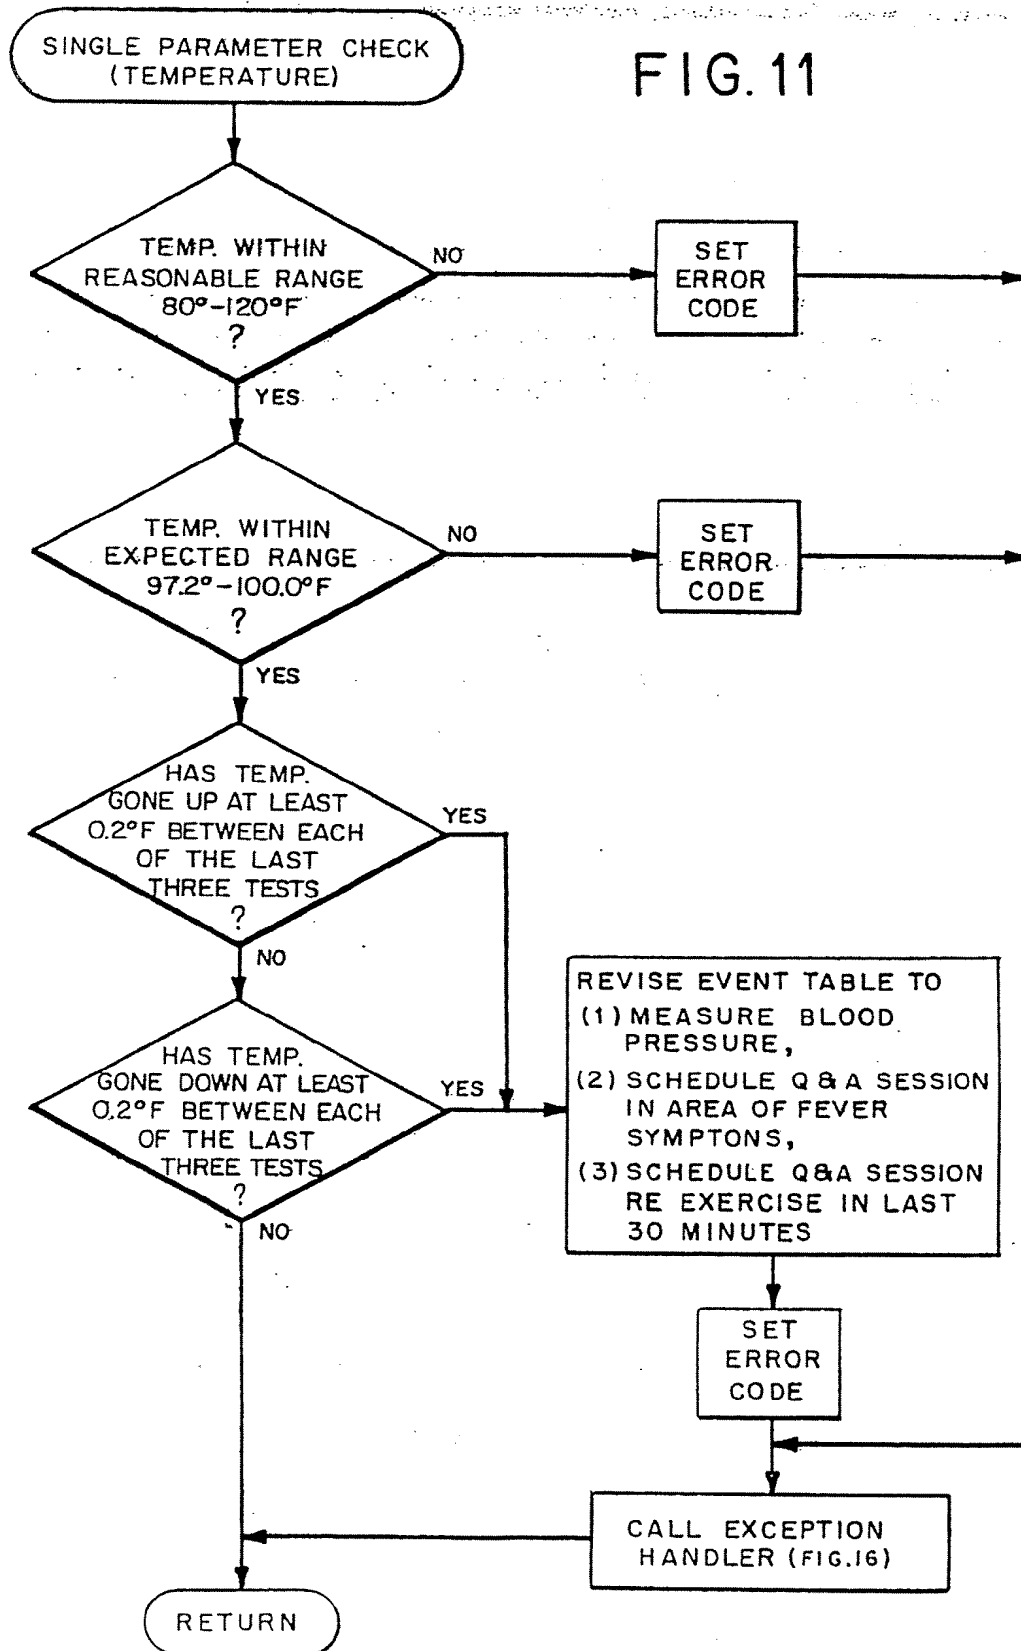 SINGLE PARAMETER CHECK
(TEMPERATURE)
FIG. 11
TEMP. WITHIN
REASONABLE RANGE
80°-120°F
?
NO
SET
ERROR
CODE
YES
TEMP. WITHIN
EXPECTED RANGE
97.2°-100.0°F
?
NO
SET
ERROR
CODE
YES
HAS TEMP.
GONE UP AT LEAST
0.2°F BETWEEN EACH
OF THE LAST
THREE TESTS
?
YES
NO
HAS TEMP.
GONE DOWN AT LEAST
0.2°F BETWEEN EACH
OF THE LAST
THREE TESTS
?
YES
NO
REVISE EVENT TABLE TO
(1) MEASURE BLOOD
PRESSURE,
(2) SCHEDULE Q & A SESSION
IN AREA OF FEVER
SYMPTONS,
(3) SCHEDULE Q&A SESSION
RE EXERCISE IN LAST
30 MINUTES
SET
ERROR
CODE
CALL EXCEPTION
HANDLER (FIG.16)
RETURN